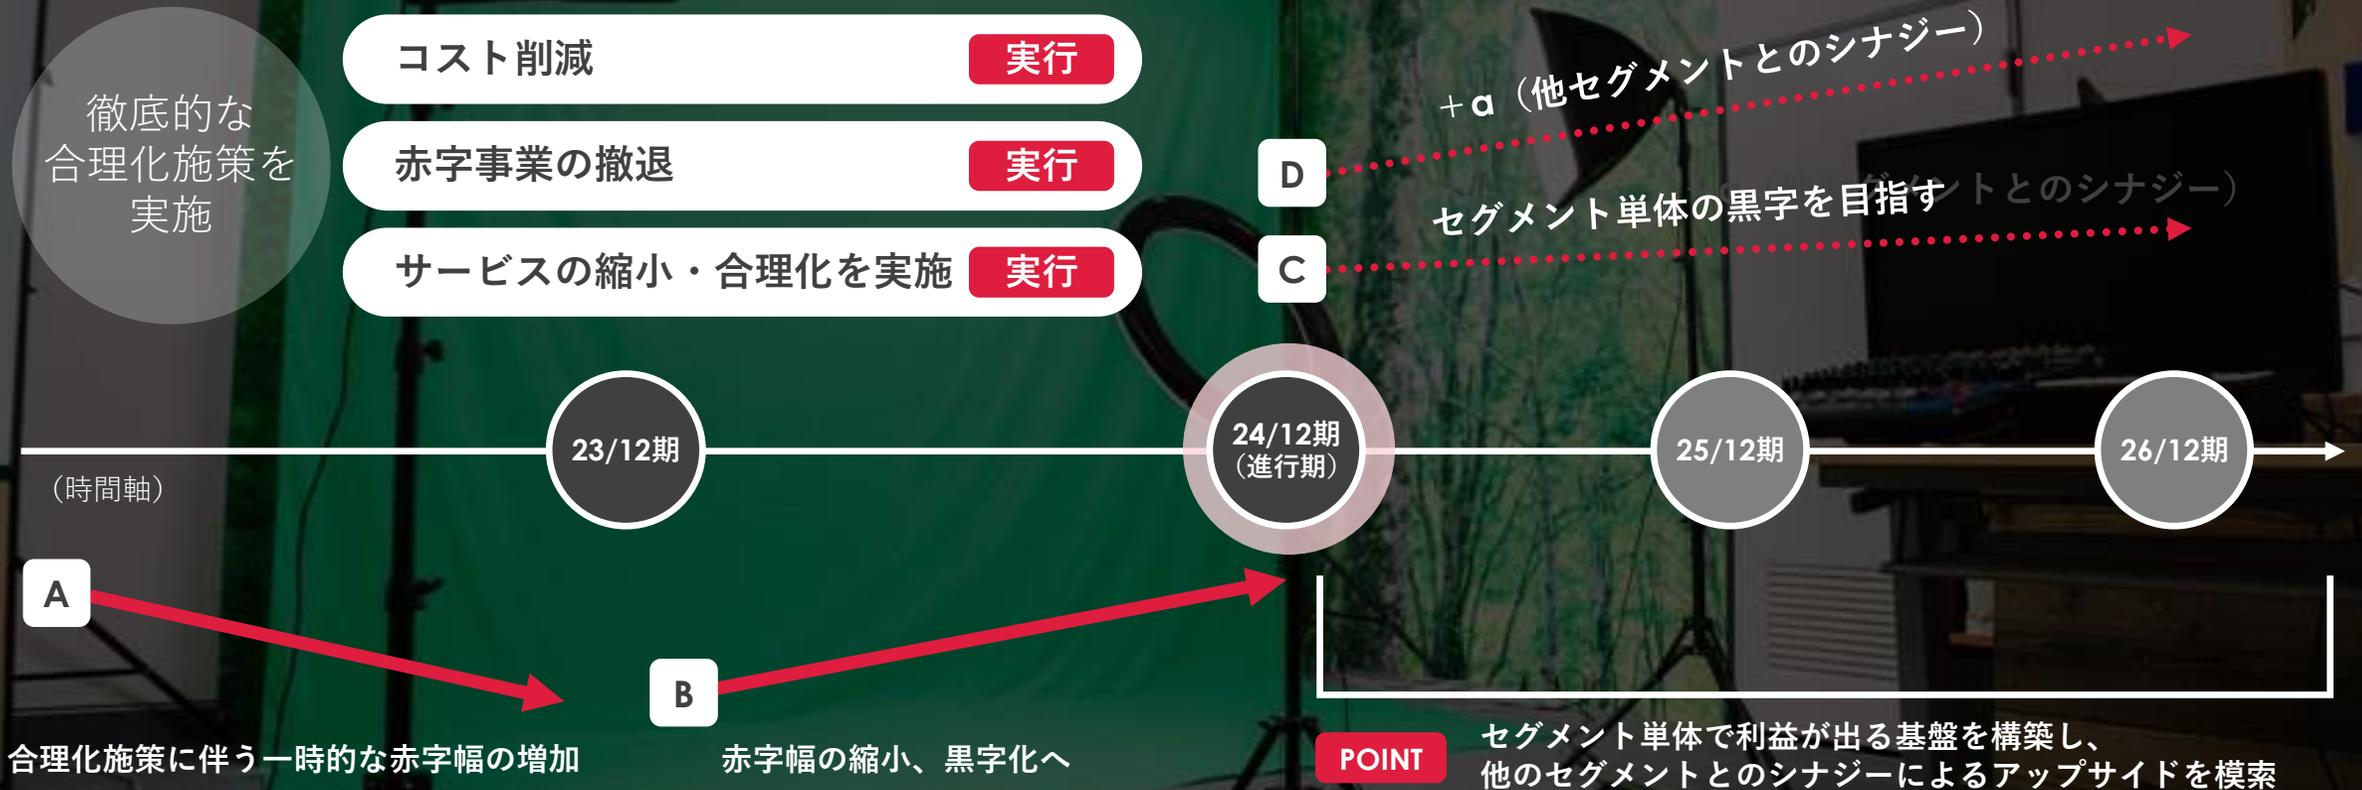 徹底的な
合理化施策を
実施
コスト削減 実行
赤字事業の撤退 実行
サービスの縮小・合理化を実施 実行
D
＋α（他セグメントとのシナジー）
C
セグメント単体の黒字を目指す
（時間軸）
23/12期
24/12期
（進行期）
25/12期
26/12期
A
合理化施策に伴う一時的な赤字幅の増加
B
赤字幅の縮小、黒字化へ
POINT
セグメント単体で利益が出る基盤を構築し、
他のセグメントとのシナジーによるアップサイドを模索